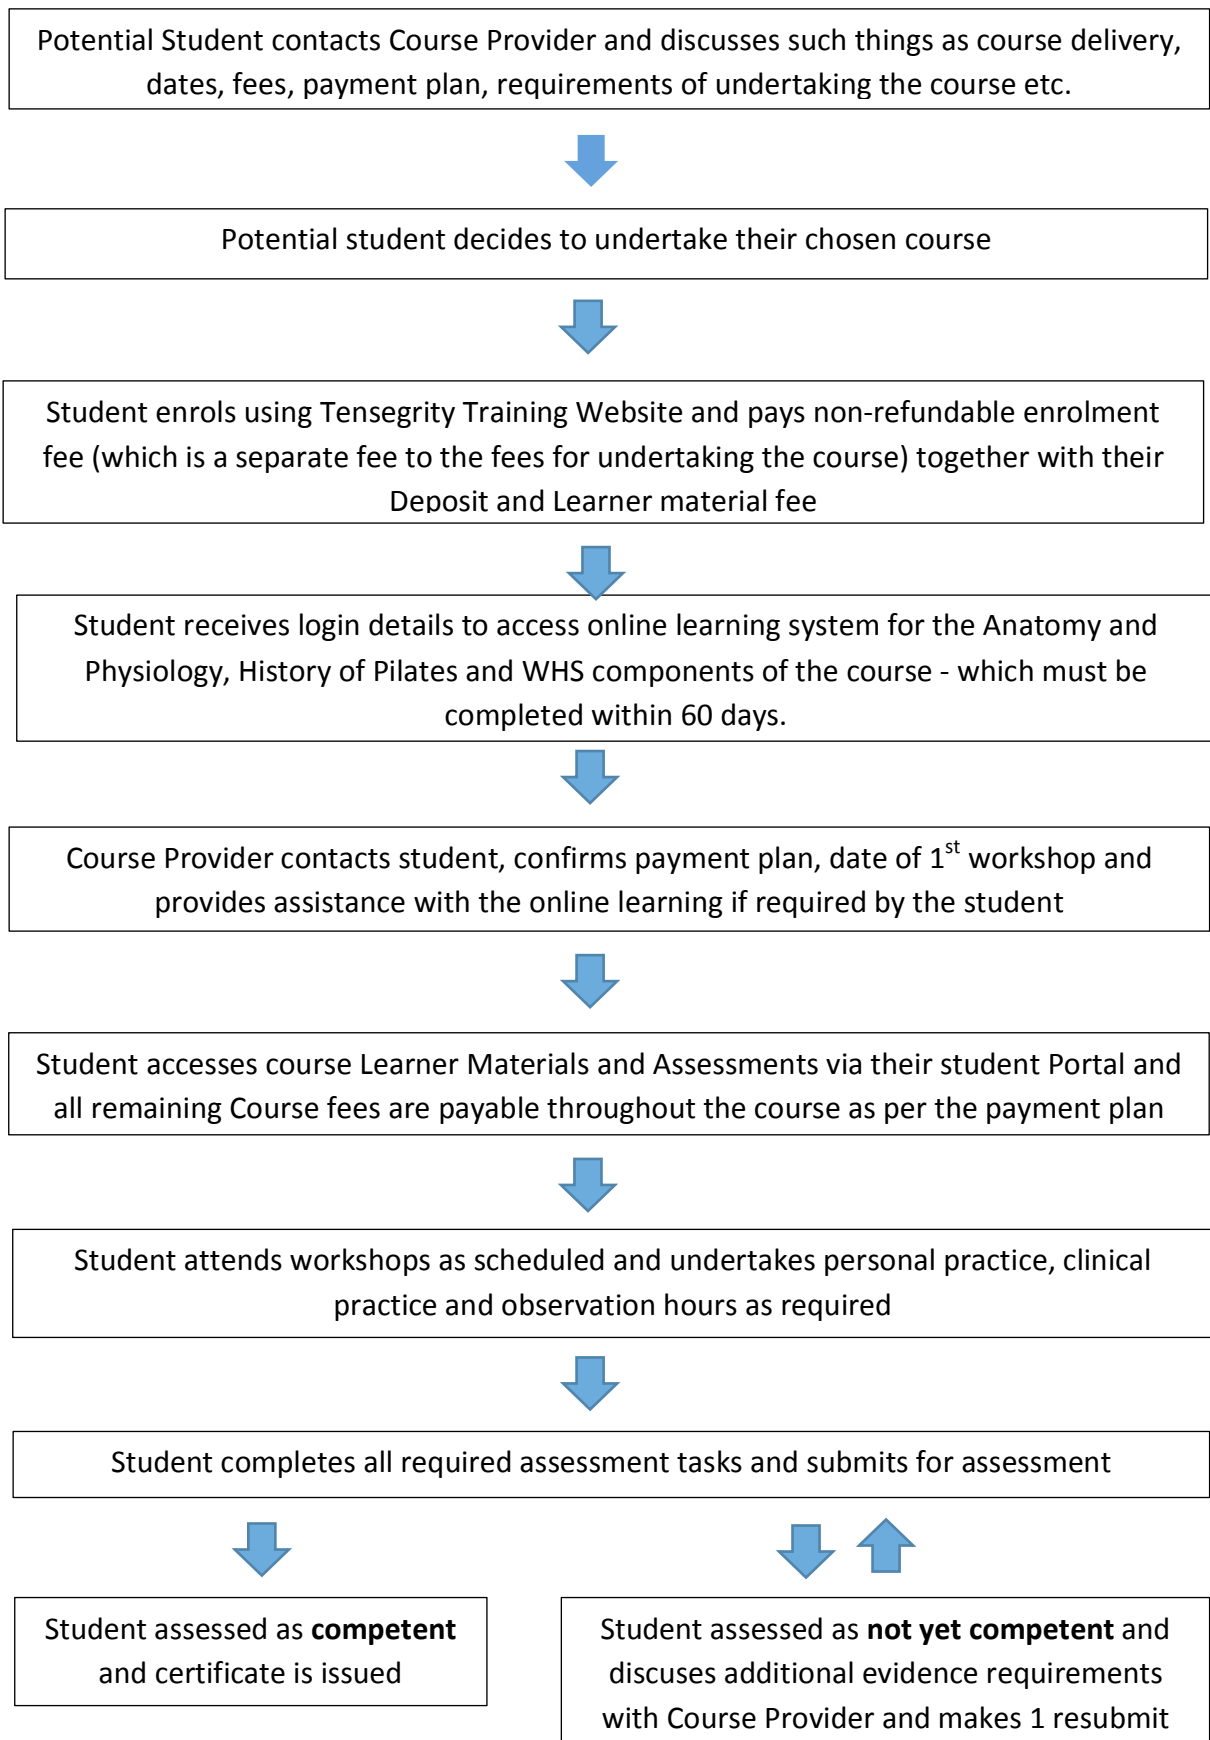 Potential Student contacts Course Provider and discusses such things as course delivery,
dates, fees, payment plan, requirements of undertaking the course etc.
Potential student decides to undertake their chosen course
Student enrols using Tensegrity Training Website and pays non-refundable enrolment
fee (which is a separate fee to the fees for undertaking the course) together with their
Deposit and Learner material fee
Student receives login details to access online learning system for the Anatomy and
Physiology, History of Pilates and WHS components of the course - which must be
completed within 60 days.
Course Provider contacts student, confirms payment plan, date of 1st workshop and
provides assistance with the online learning if required by the student
Student accesses course Learner Materials and Assessments via their student Portal and
all remaining Course fees are payable throughout the course as per the payment plan
Student attends workshops as scheduled and undertakes personal practice, clinical
practice and observation hours as required
Student completes all required assessment tasks and submits for assessment
Student assessed as competent
and certificate is issued
Student assessed as not yet competent and
discuses additional evidence requirements
with Course Provider and makes 1 resubmit